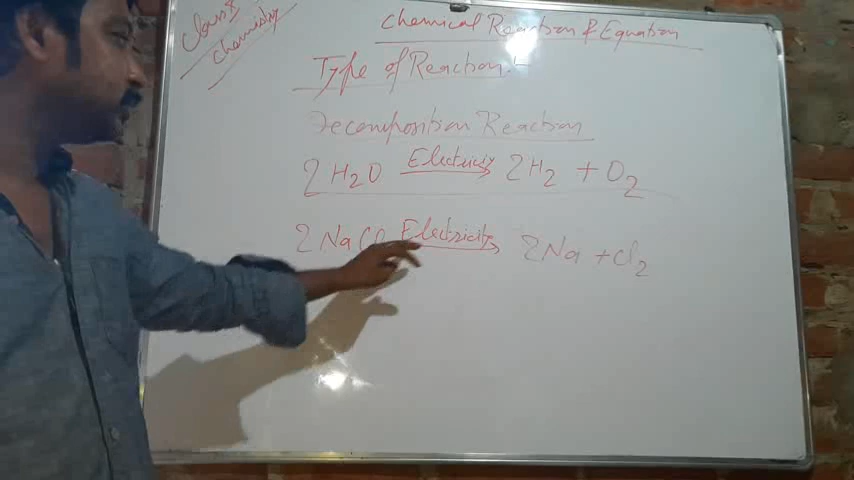 Class X
Chemistry
Chemical Reaction & Equation
Type of Reaction:-
Decomposition Reaction
2H₂O Electricity 2H₂ + O₂
2NaCl Electricity 2Na + Cl₂